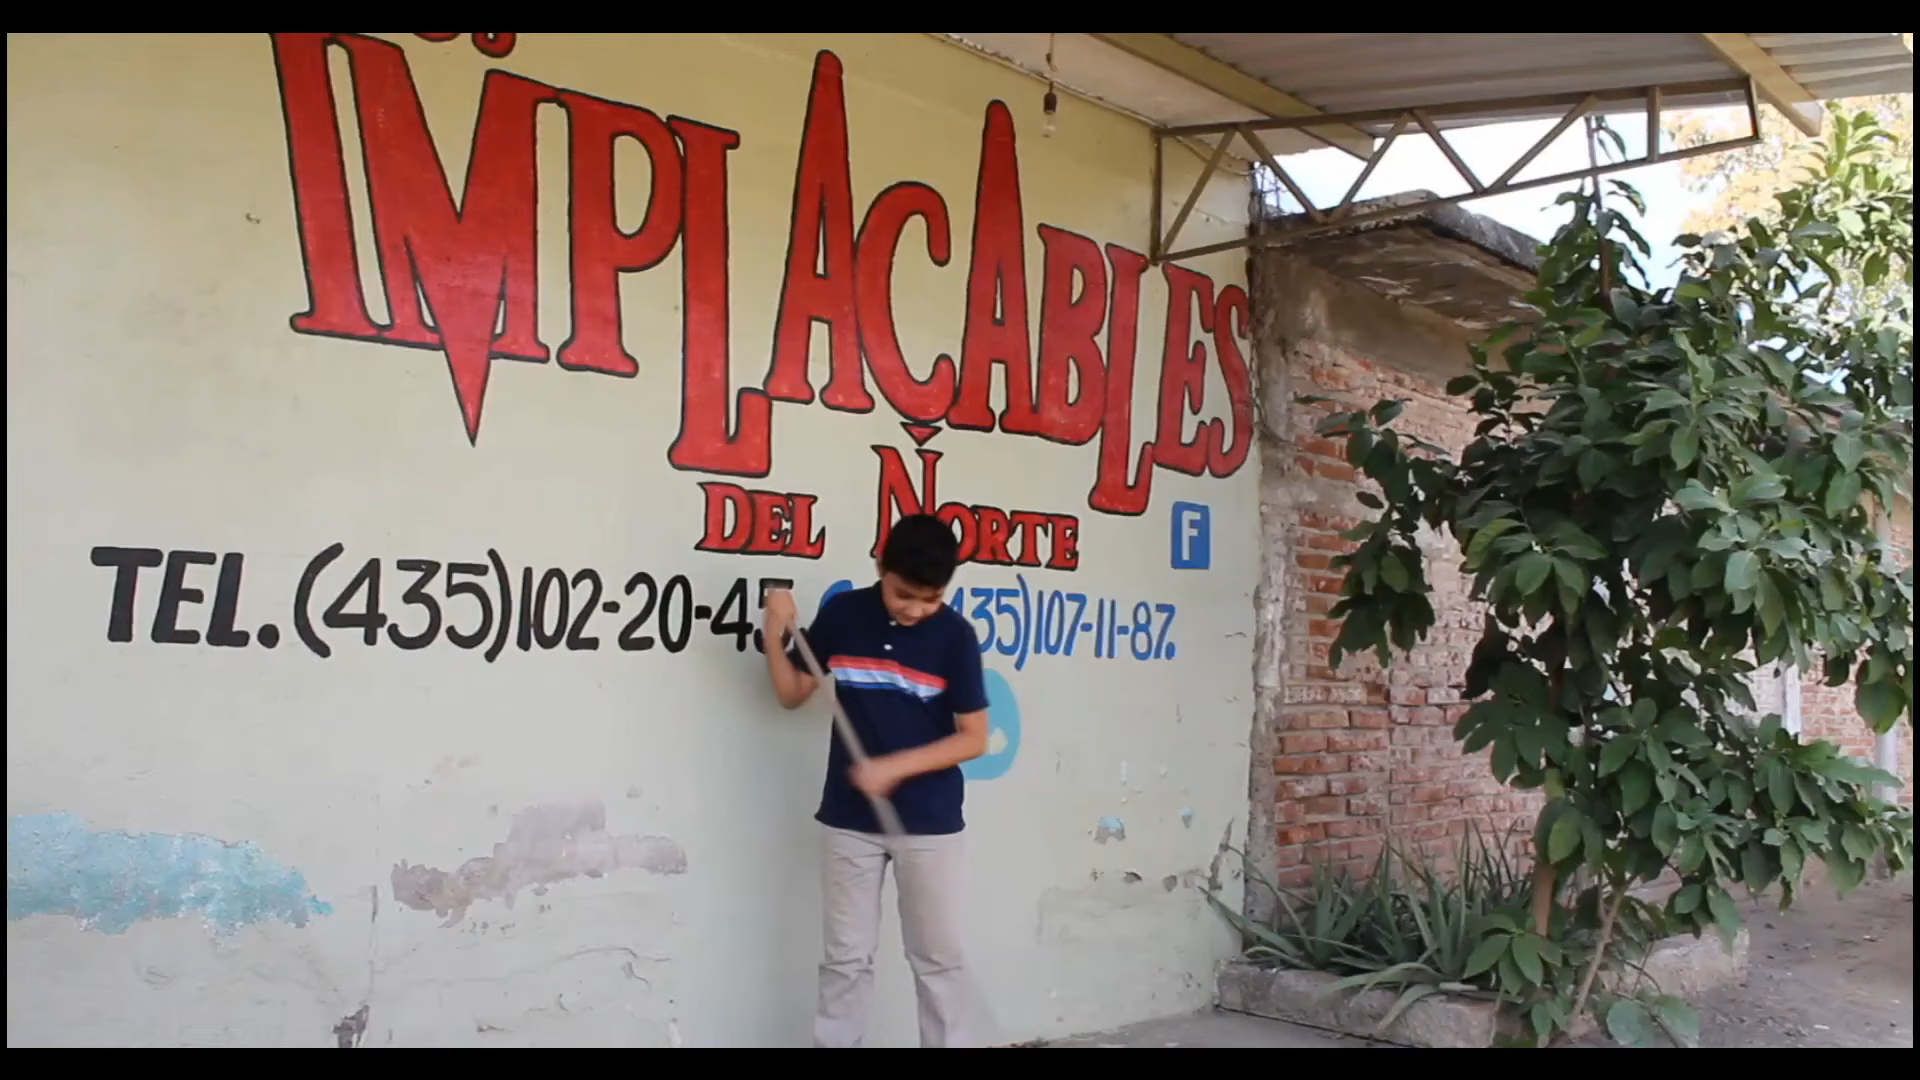 IMPLACABLES
DEL NORTE
F
TEL. (435) 102-20-45
435) 107-11-87.